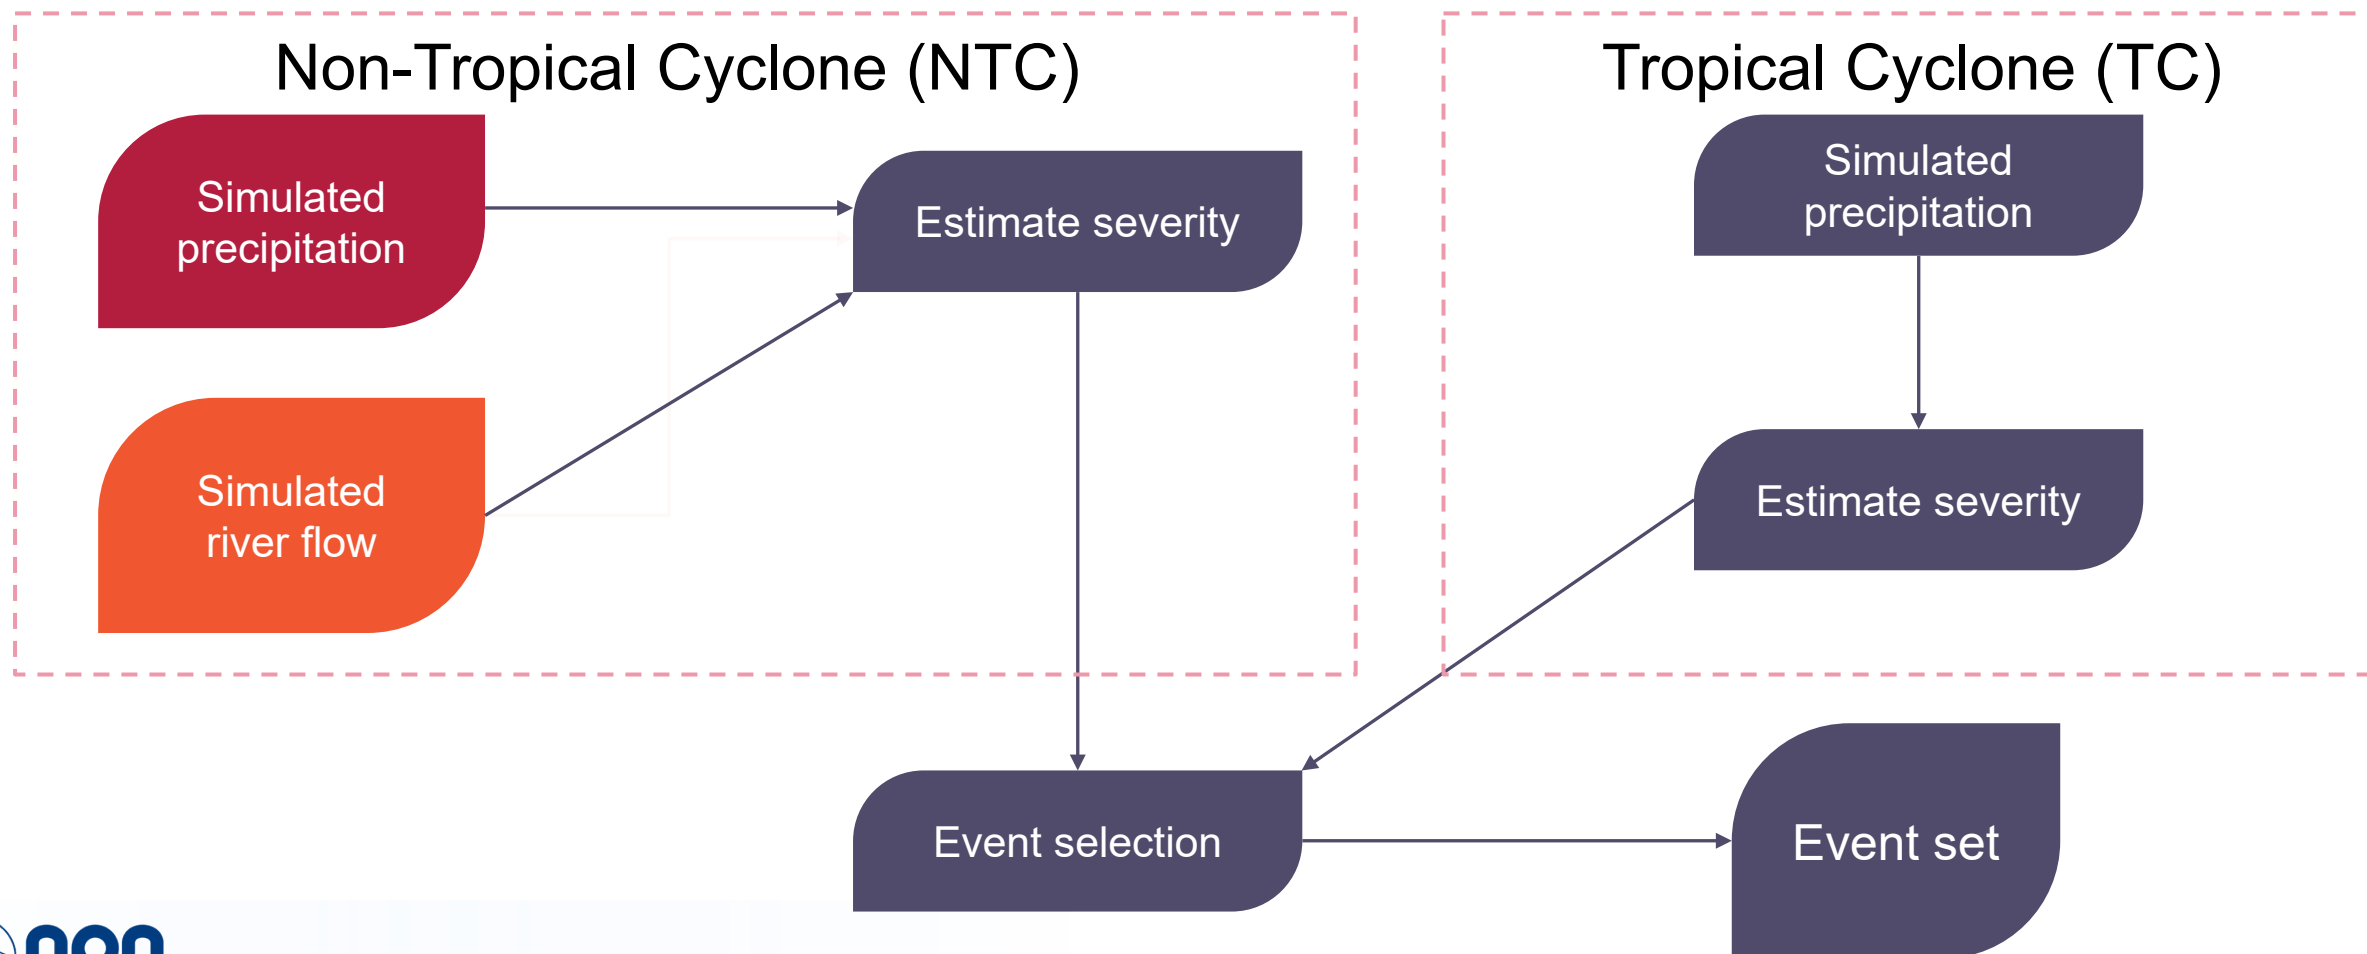 Non-Tropical Cyclone (NTC)
Simulated
precipitation
Estimate severity
Simulated
river flow
Tropical Cyclone (TC)
Simulated
precipitation
Estimate severity
Event selection
Event set